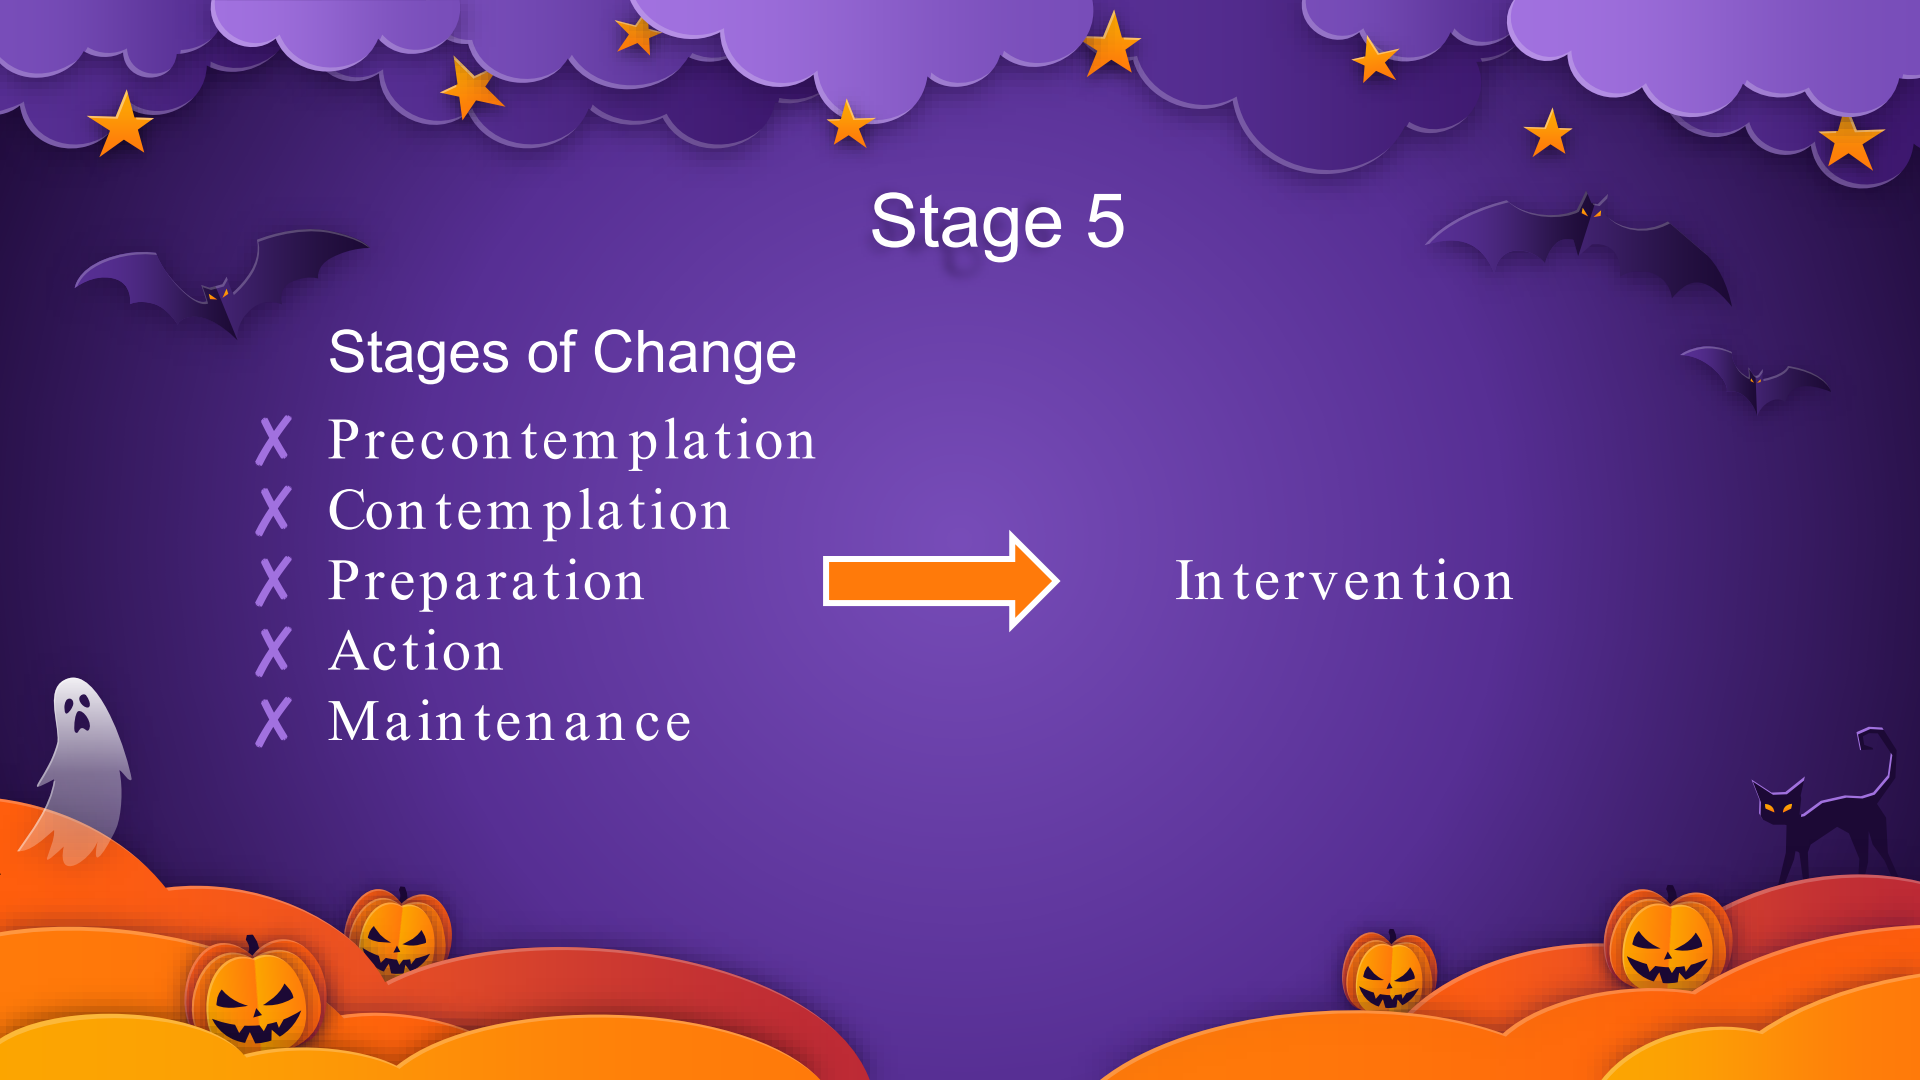 Stage 5
Stages of Change
✗ Precontemplation
✗ Contemplation
✗ Preparation
✗ Action
✗ Maintenance
Intervention